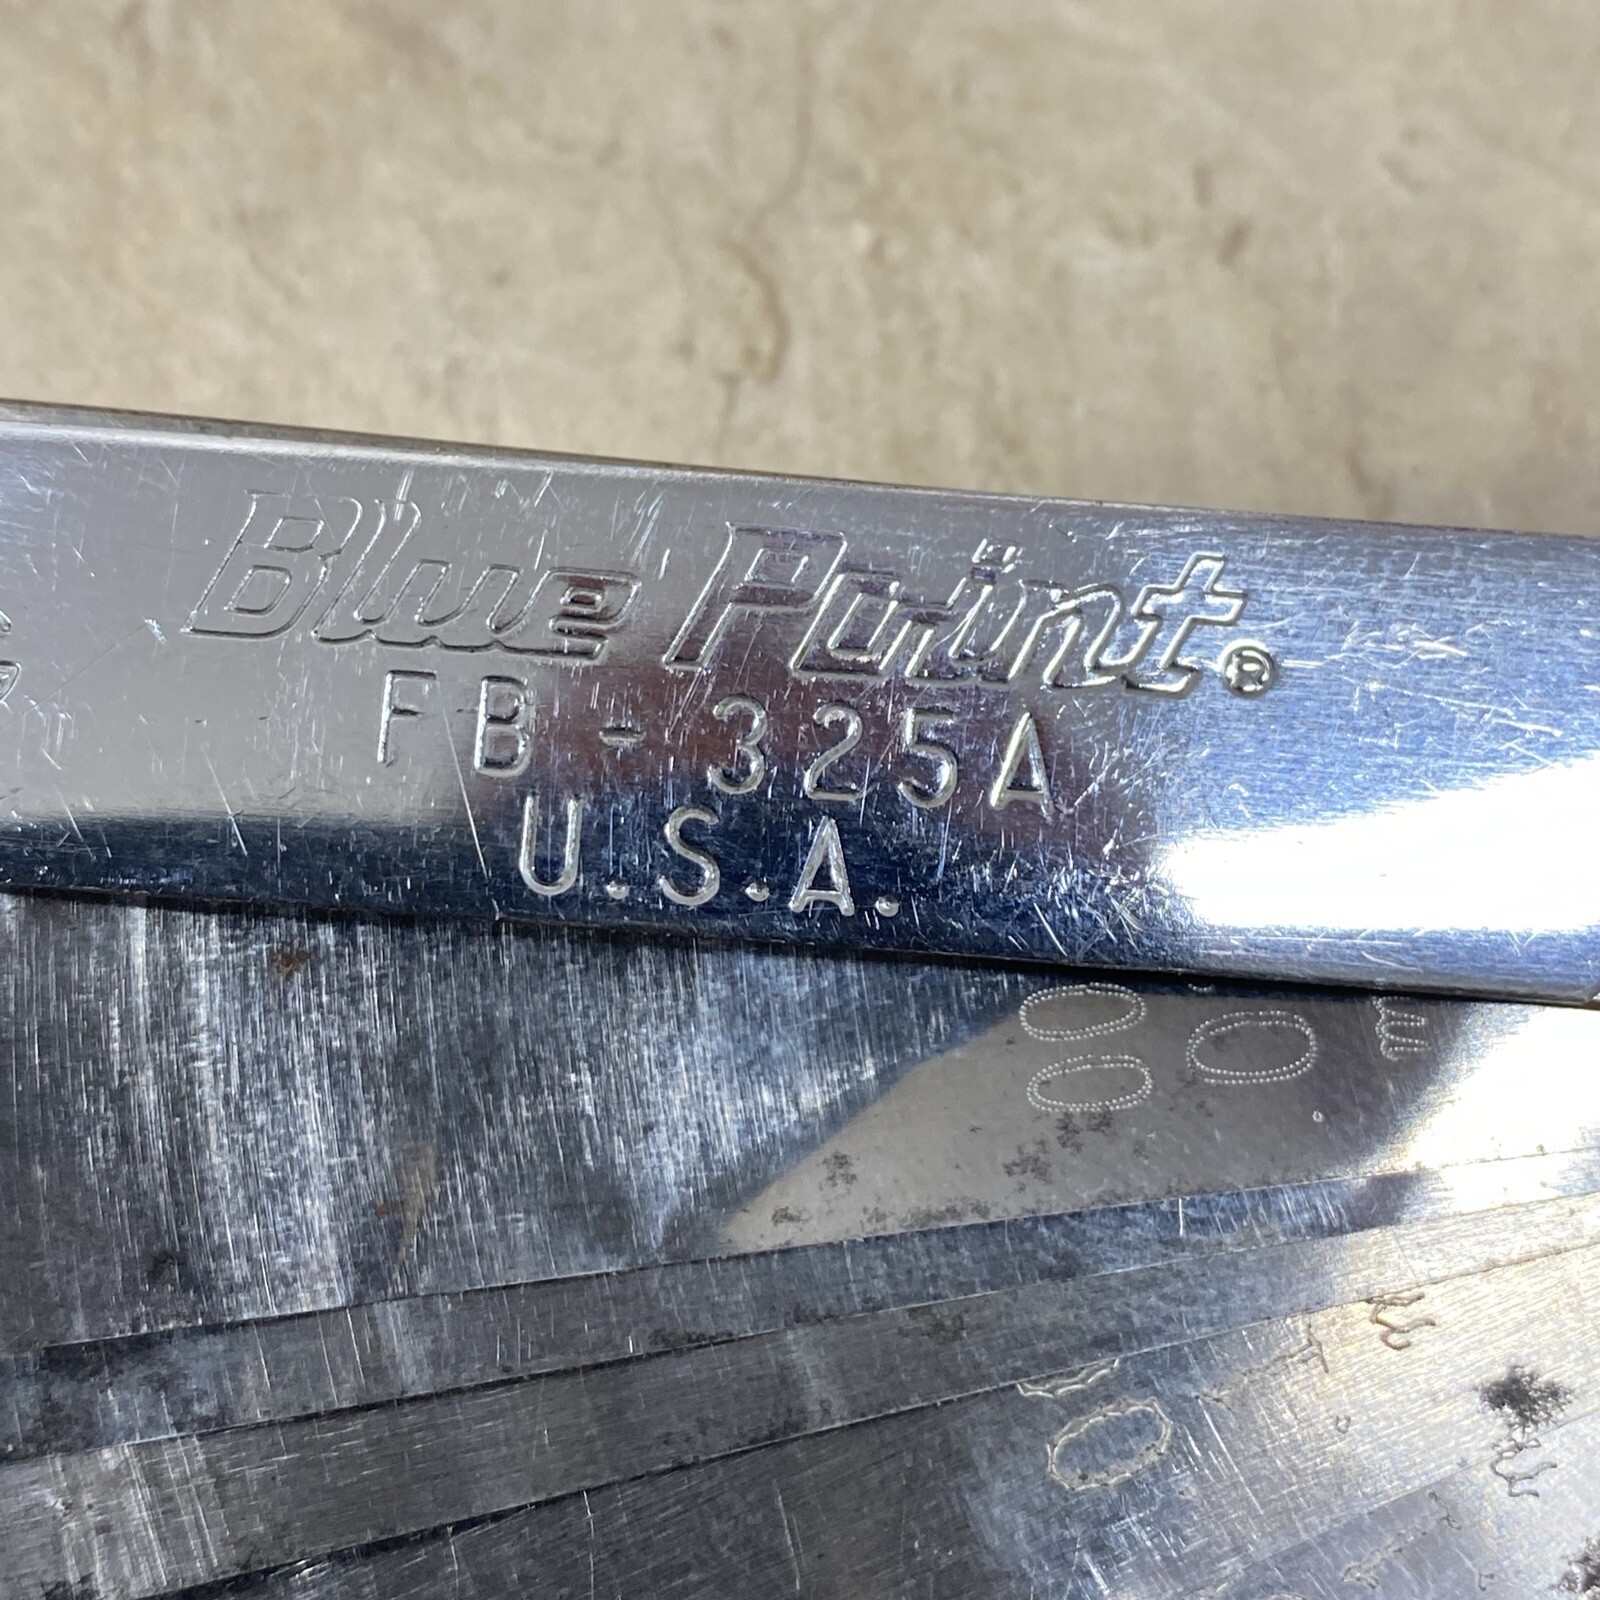 Blue Point®
FB-325A
U.S.A.